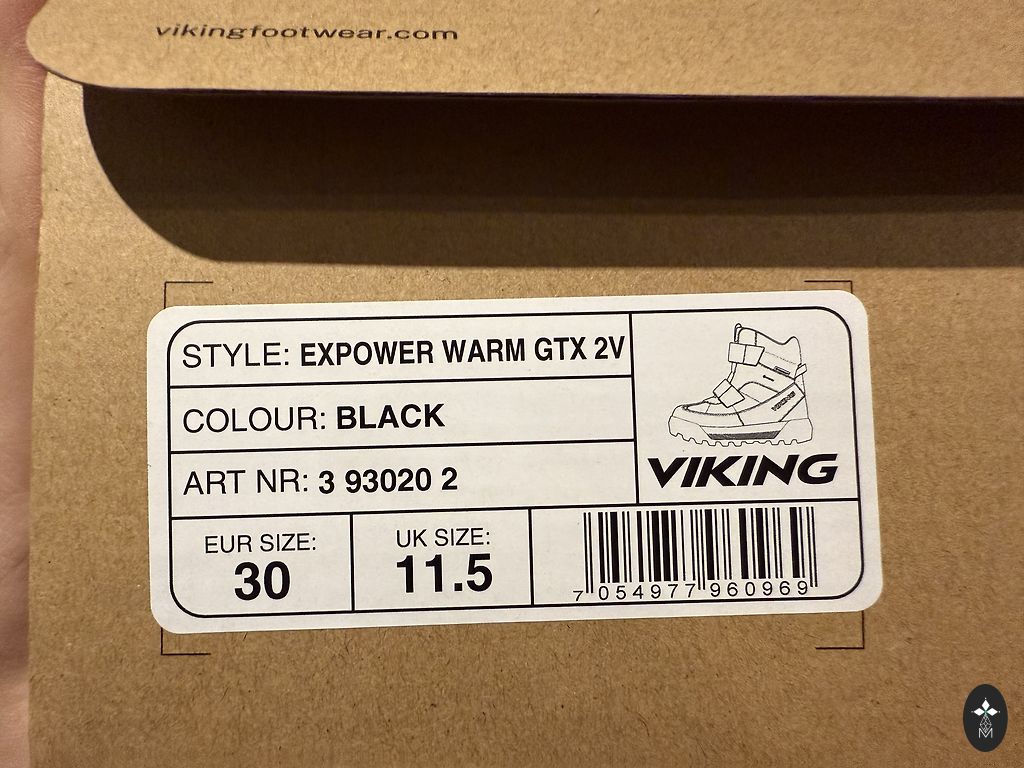 vikingfootwear.com
STYLE: EXPOWER WARM GTX 2V
COLOUR: BLACK
ART NR: 3 93020 2
VIKING
VIKING
EUR SIZE:
30
UK SIZE:
11.5
7 054977 960969
M